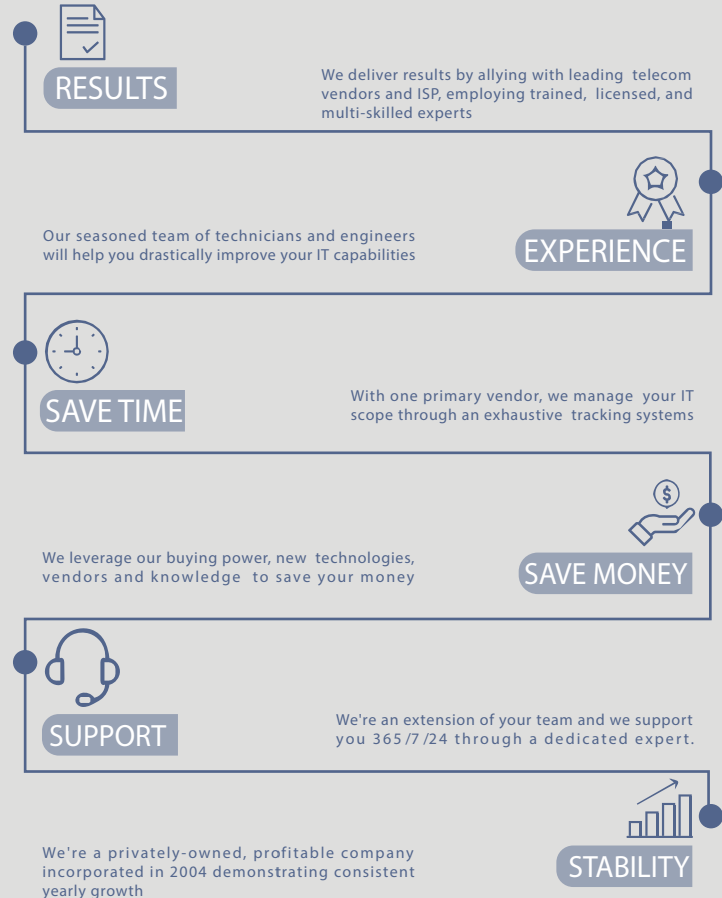 RESULTS
We deliver results by allying with leading telecom
vendors and ISP, employing trained, licensed, and
multi-skilled experts
EXPERIENCE
Our seasoned team of technicians and engineers
will help you drastically improve your IT capabilities
SAVE TIME
With one primary vendor, we manage your IT
scope through an exhaustive tracking systems
$
SAVE MONEY
We leverage our buying power, new technologies,
vendors and knowledge to save your money
SUPPORT
We're an extension of your team and we support
you 365 /7 /24 through a dedicated expert.
STABILITY
We're a privately-owned, profitable company
incorporated in 2004 demonstrating consistent
yearly growth